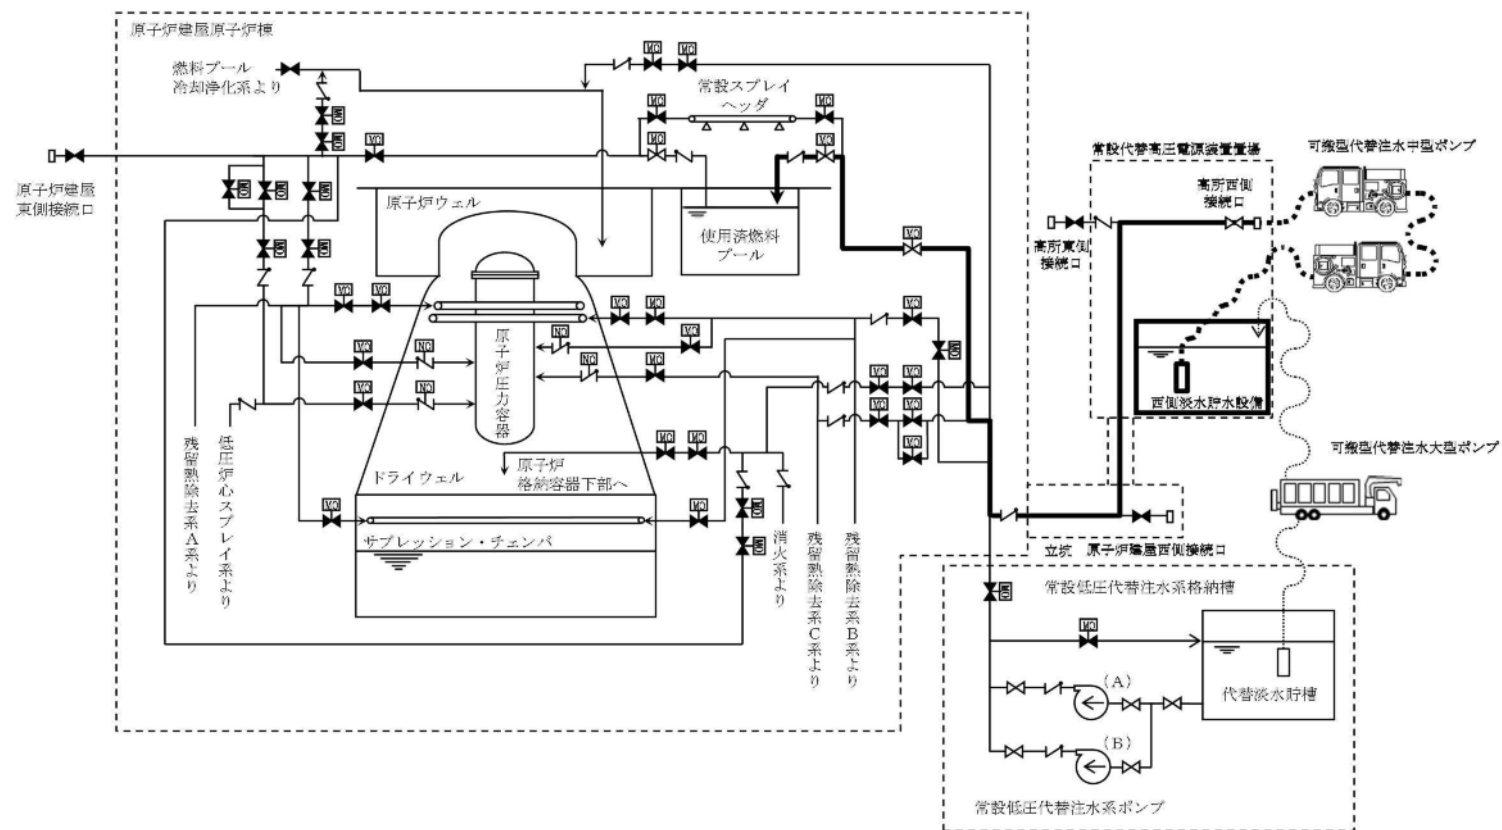 原子炉建屋原子炉棟
燃料プール
冷却浄化系より
常設スプレイ
ヘッダ
原子炉建屋
東側接続口
原子炉ウェル
使用済燃料
プール
常設代替高圧電源装置置場
可搬型代替注水中型ポンプ
高所西側
接続口
高所東側
接続口
西側淡水貯水設備
可搬型代替注水大型ポンプ
原子炉圧力容器
原子炉
格納容器下部へ
ドライウェル
サプレッション・チェンバ
残留熱除去系A系より
低圧炉心スプレイ系より
消火系より
残留熱除去系C系より
残留熱除去系B系より
立坑
原子炉建屋西側接続口
常設低圧代替注水系格納槽
(A)
代替淡水貯槽
(B)
常設低圧代替注水系ポンプ